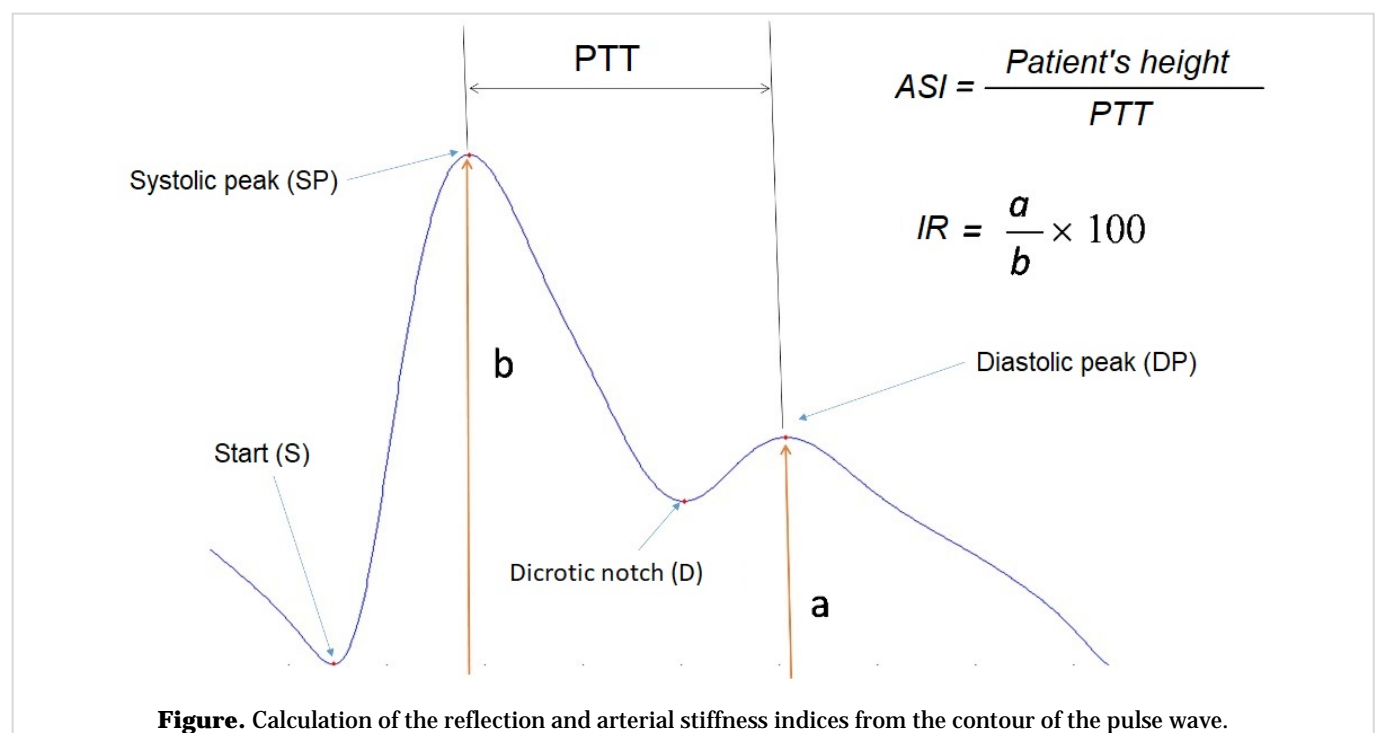 PTT
ASI = Patient's height
PTT
Systolic peak (SP)
IR = a
b × 100
b
Diastolic peak (DP)
Start (S)
Dicrotic notch (D)
a
Figure. Calculation of the reflection and arterial stiffness indices from the contour of the pulse wave.